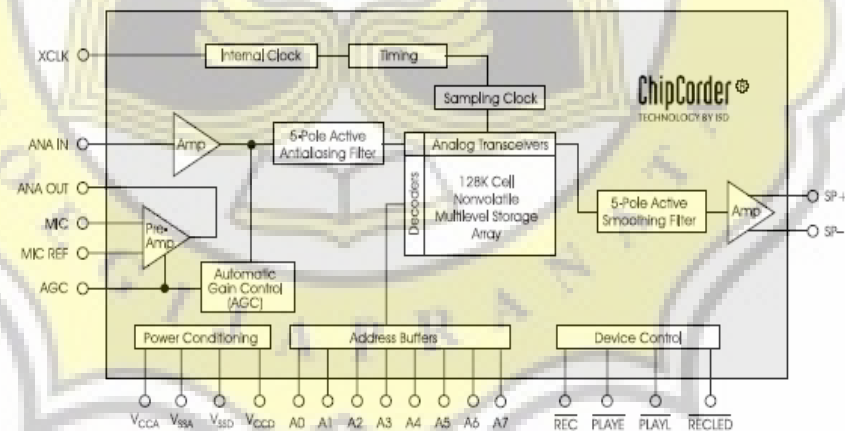 XCLK
Internal Clock
Timing
Sampling Clock
ChipCorder
TECHNOLOGY BY ISD
ANA IN
Amp
5-Pole Active
Antialiasing Filter
Analog Transceivers
ANA OUT
Decoders
128K Cell
Nonvolatile
Multilevel Storage
Array
5-Pole Active
Smoothing Filter
Amp
SP+
SP-
MIC
Pre-
Amp
MIC REF
AGC
Automatic
Gain Control
(AGC)
Power Conditioning
Address Buffers
Device Control
VCCA VSSA VSSD VCCD A0 A1 A2 A3 A4 A5 A6 A7 REC PLAYE PLAYL RECLED